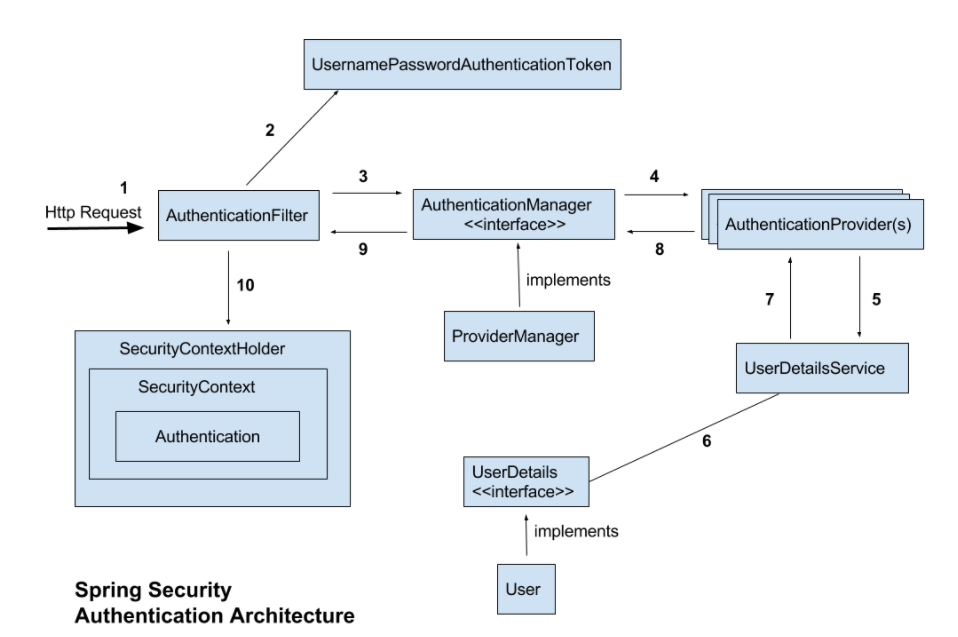 UsernamePasswordAuthenticationToken
2
1
3
4
Http Request
AuthenticationFilter
AuthenticationManager
<<interface>>
AuthenticationProvider(s)
9
8
10
implements
7
5
SecurityContextHolder
ProviderManager
SecurityContext
UserDetailsService
Authentication
6
UserDetails
<<interface>>
implements
User
Spring Security
Authentication Architecture